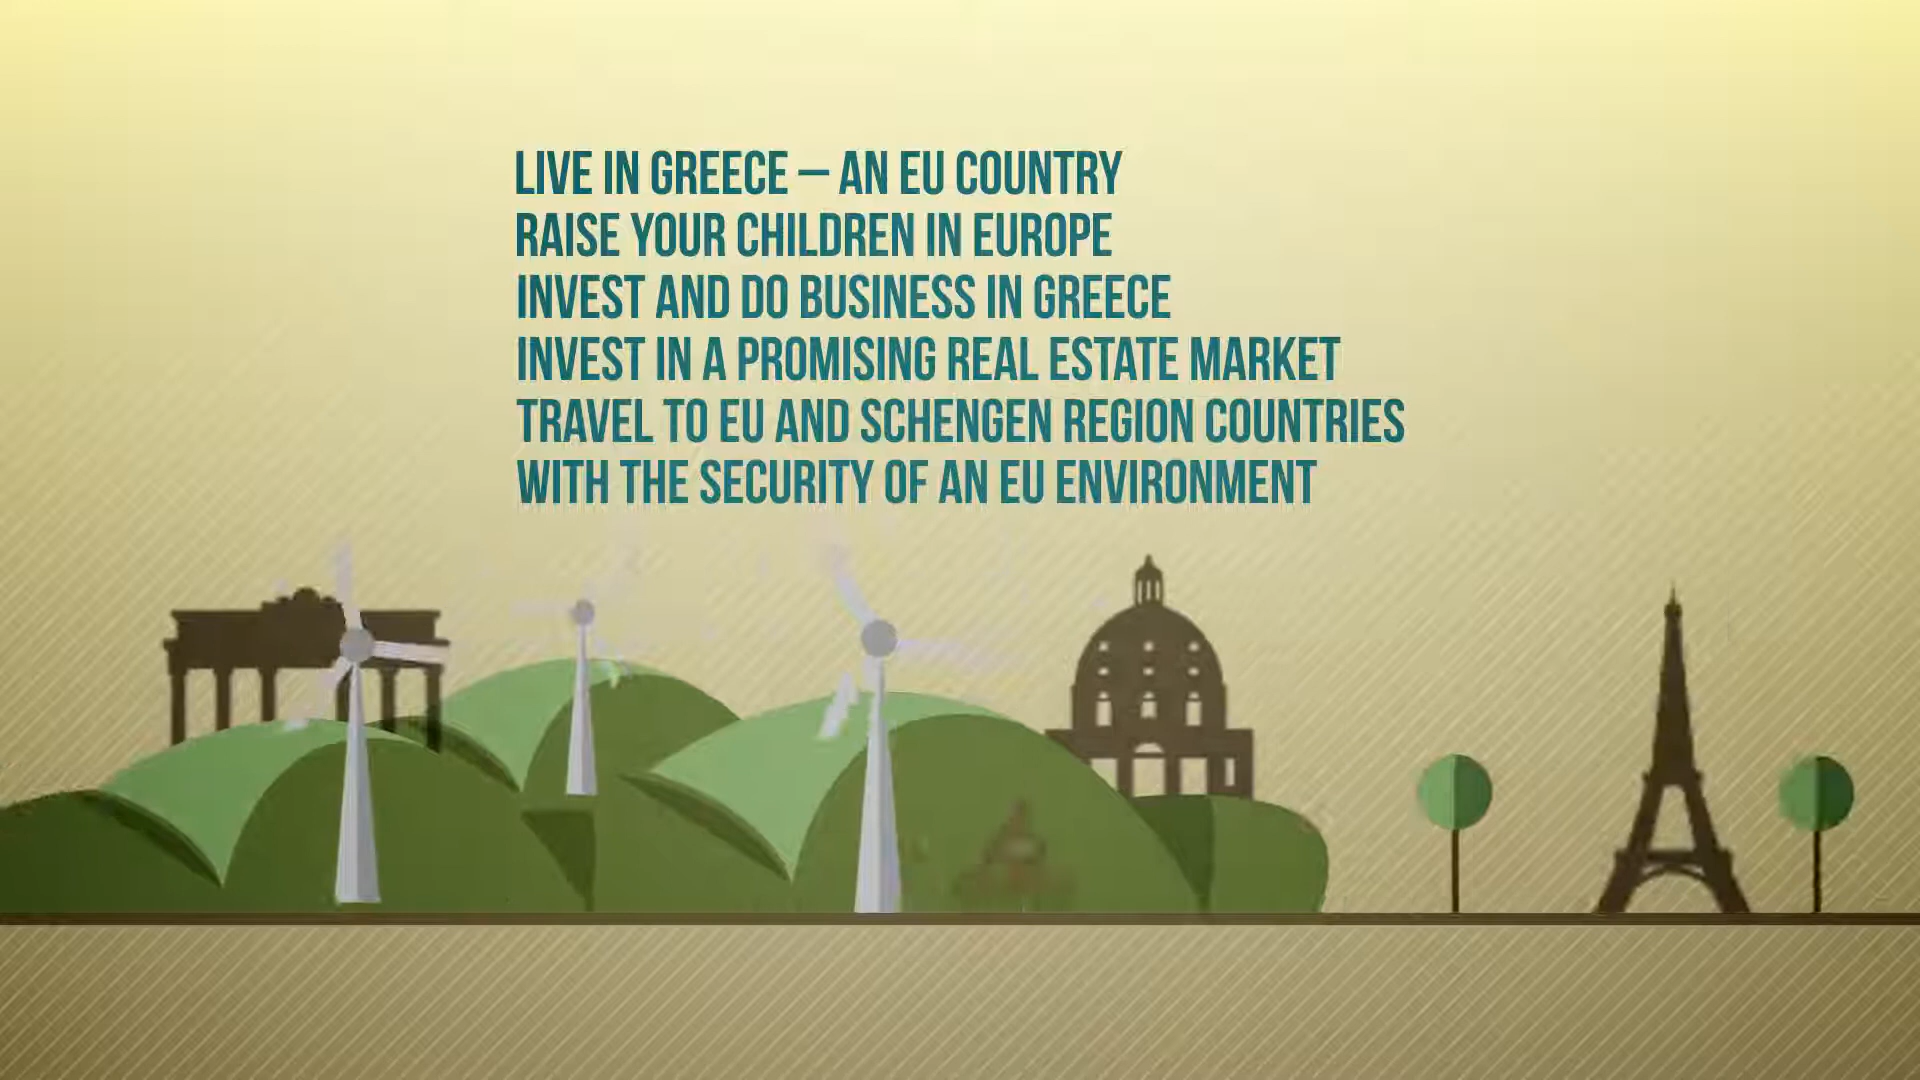 LIVE IN GREECE – AN EU COUNTRY
RAISE YOUR CHILDREN IN EUROPE
INVEST AND DO BUSINESS IN GREECE
INVEST IN A PROMISING REAL ESTATE MARKET
TRAVEL TO EU AND SCHENGEN REGION COUNTRIES
WITH THE SECURITY OF AN EU ENVIRONMENT